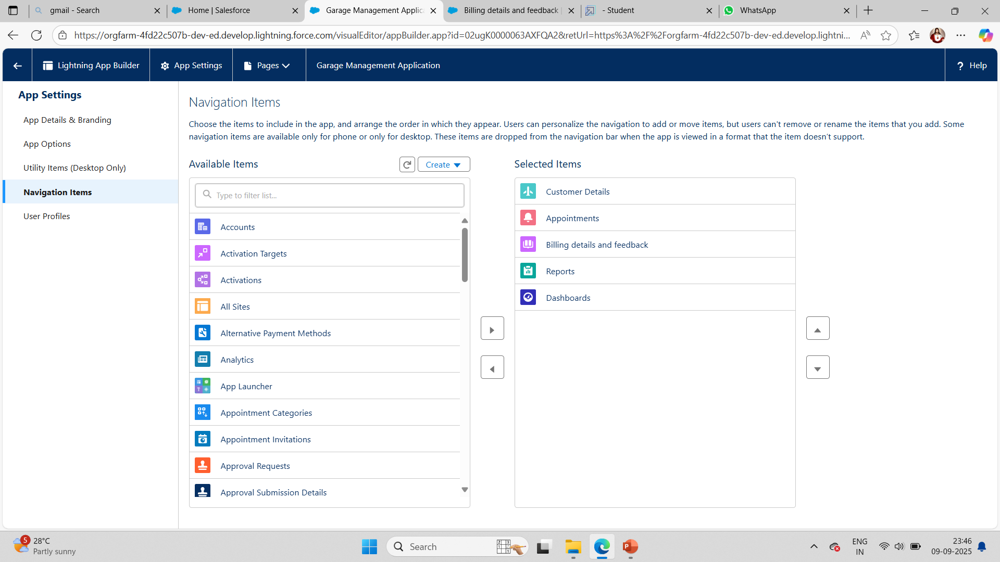 gmail - Search
Home | Salesforce
Garage Management Applic
Billing details and feedback
- Student
WhatsApp
https://orgfarm-4fd22c507b-dev-ed.develop.lightning.force.com/visualEditor/appBuilder.app?id=02ugK0000063AXFQA2&retUrl=https%3A%2F%2Forgfarm-4fd22c507b-dev-ed.develop.lightni...
Lightning App Builder
App Settings
Pages
Garage Management Application
? Help
App Settings
App Details & Branding
App Options
Utility Items (Desktop Only)
Navigation Items
User Profiles
Navigation Items
Choose the items to include in the app, and arrange the order in which they appear. Users can personalize the navigation to add or move items, but users can't remove or rename the items that you add. Some
navigation items are available only for phone or only for desktop. These items are dropped from the navigation bar when the app is viewed in a format that the item doesn’t support.
Available Items
Create
Type to filter list...
Accounts
Activation Targets
Activations
All Sites
Alternative Payment Methods
Analytics
App Launcher
Appointment Categories
Appointment Invitations
Approval Requests
Approval Submission Details
Selected Items
Customer Details
Appointments
Billing details and feedback
Reports
Dashboards
5
28°C
Partly sunny
Search
ENG
IN
23:46
09-09-2025